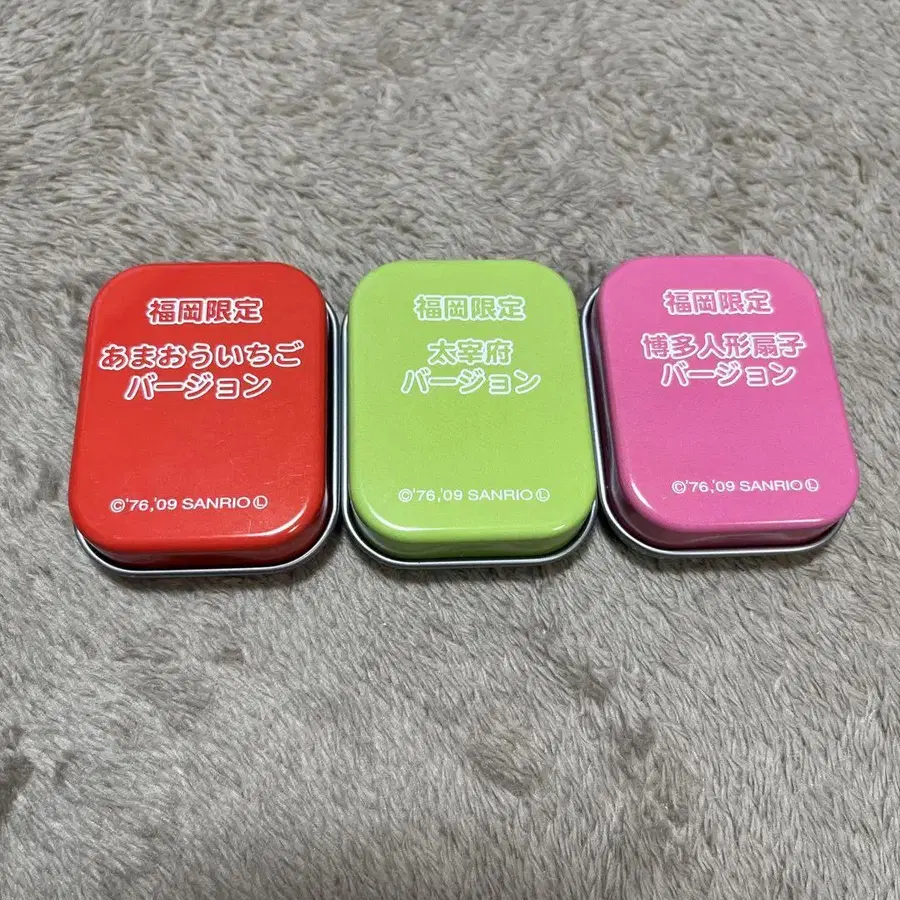 福岡限定
あまおういちご
バージョン
©'76,'09 SANRIO Ⓛ
福岡限定
太宰府
バージョン
©'76,'09 SANRIO Ⓛ
福岡限定
博多人形扇子
バージョン
©'76,'09 SANRIO Ⓛ